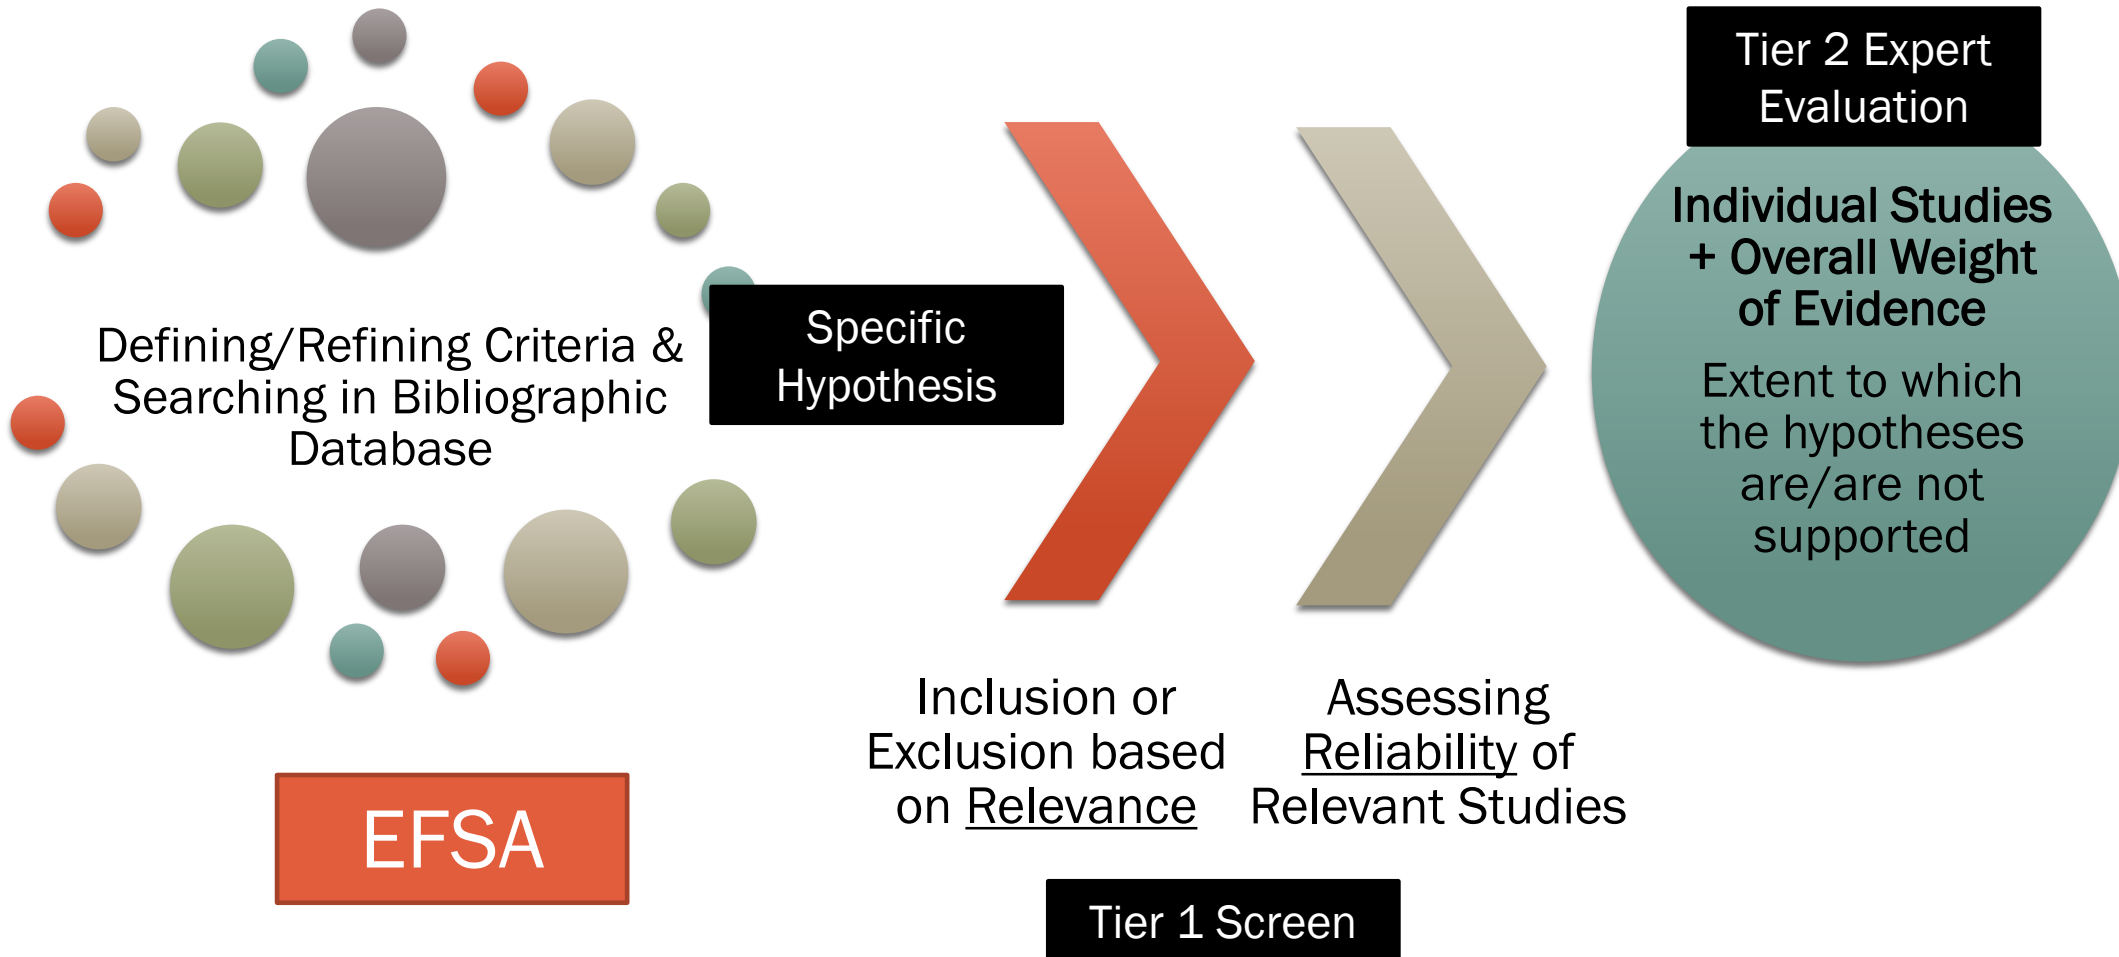 Defining/Refining Criteria &
Searching in Bibliographic
Database
EFSA
Specific
Hypothesis
Inclusion or
Exclusion based
on Relevance
Assessing
Reliability of
Relevant Studies
Tier 1 Screen
Tier 2 Expert
Evaluation
Individual Studies
+ Overall Weight
of Evidence
Extent to which
the hypotheses
are/are not
supported